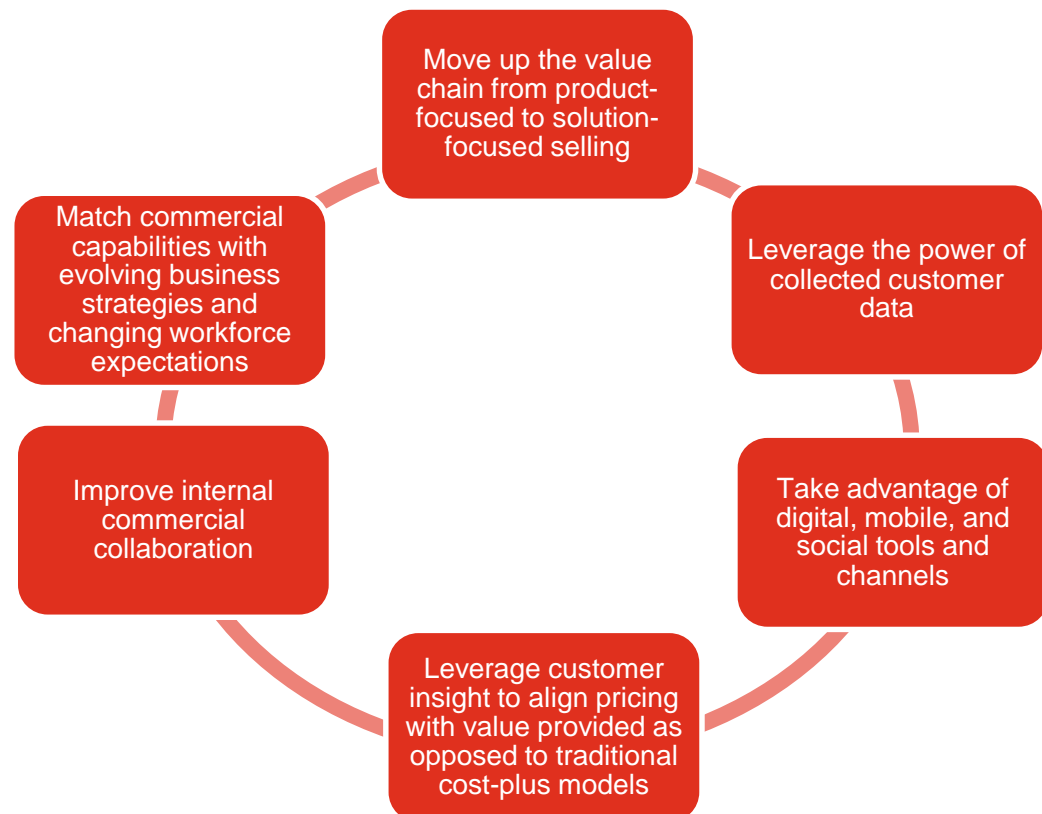 Move up the value
chain from product-
focused to solution-
focused selling
Leverage the power of
collected customer
data
Take advantage of
digital, mobile, and
social tools and
channels
Leverage customer
insight to align pricing
with value provided as
opposed to traditional
cost-plus models
Improve internal
commercial
collaboration
Match commercial
capabilities with
evolving business
strategies and
changing workforce
expectations